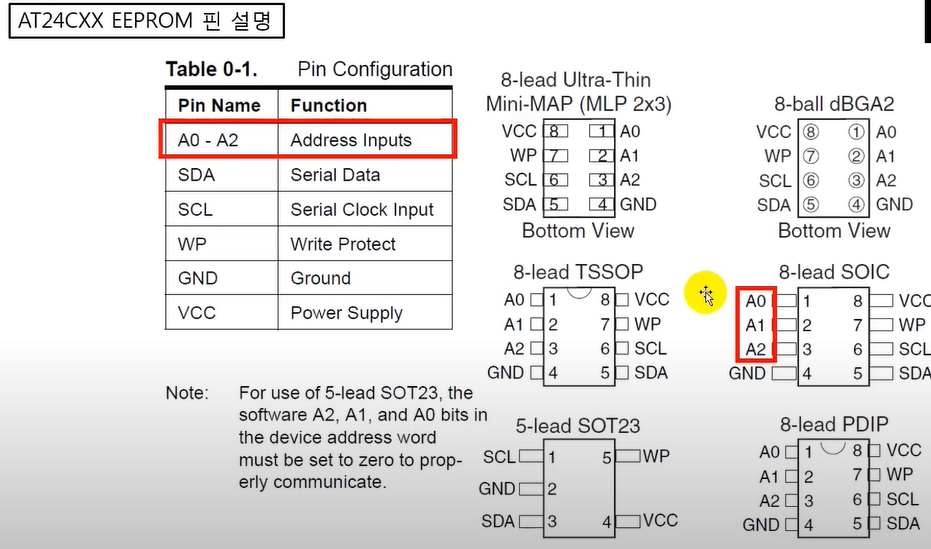 AT24CXX EEPROM 핀 설명
Table 0-1. Pin Configuration
Pin Name Function
A0 - A2 Address Inputs
SDA Serial Data
SCL Serial Clock Input
WP Write Protect
GND Ground
VCC Power Supply
Note: For use of 5-lead SOT23, the
software A2, A1, and A0 bits in
the device address word
must be set to zero to prop-
erly communicate.
8-lead Ultra-Thin
Mini-MAP (MLP 2x3)
VCC 8 1 A0
WP 7 2 A1
SCL 6 3 A2
SDA 5 4 GND
Bottom View
8-ball dBGA2
VCC 8 1 A0
WP 7 2 A1
SCL 6 3 A2
SDA 5 4 GND
Bottom View
8-lead TSSOP
A0 1 8 VCC
A1 2 7 WP
A2 3 6 SCL
GND 4 5 SDA
8-lead SOIC
A0 1 8 VCC
A1 2 7 WP
A2 3 6 SCL
GND 4 5 SDA
5-lead SOT23
SCL 1 5 WP
GND 2
SDA 3 4 VCC
8-lead PDIP
A0 1 8 VCC
A1 2 7 WP
A2 3 6 SCL
GND 4 5 SDA